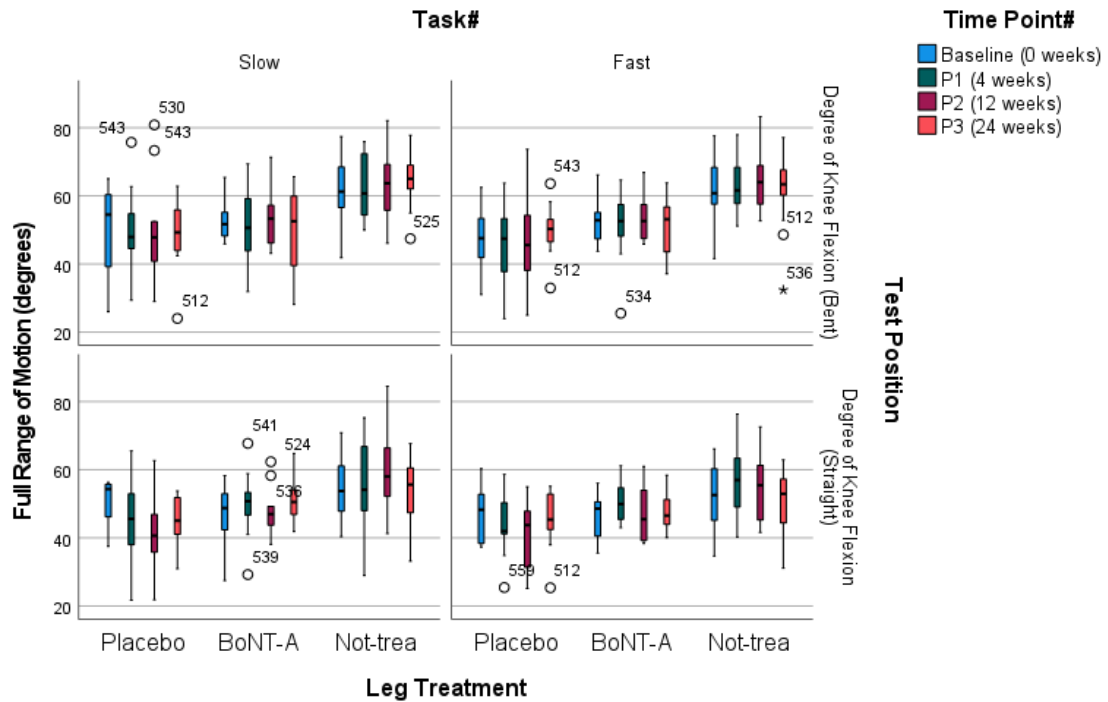 Task#
Time Point#
Slow
Fast
Baseline (0 weeks)
P1 (4 weeks)
P2 (12 weeks)
P3 (24 weeks)
Full Range of Motion (degrees)
80
60
40
20
543
530
543
512
525
543
512
534
512
536
Degree of Knee Flexion (Bent)
Test Position
80
60
40
20
541
524
536
539
559
512
Degree of Knee Flexion
(Straight)
Placebo
BoNT-A
Not-trea
Placebo
BoNT-A
Not-trea
Leg Treatment